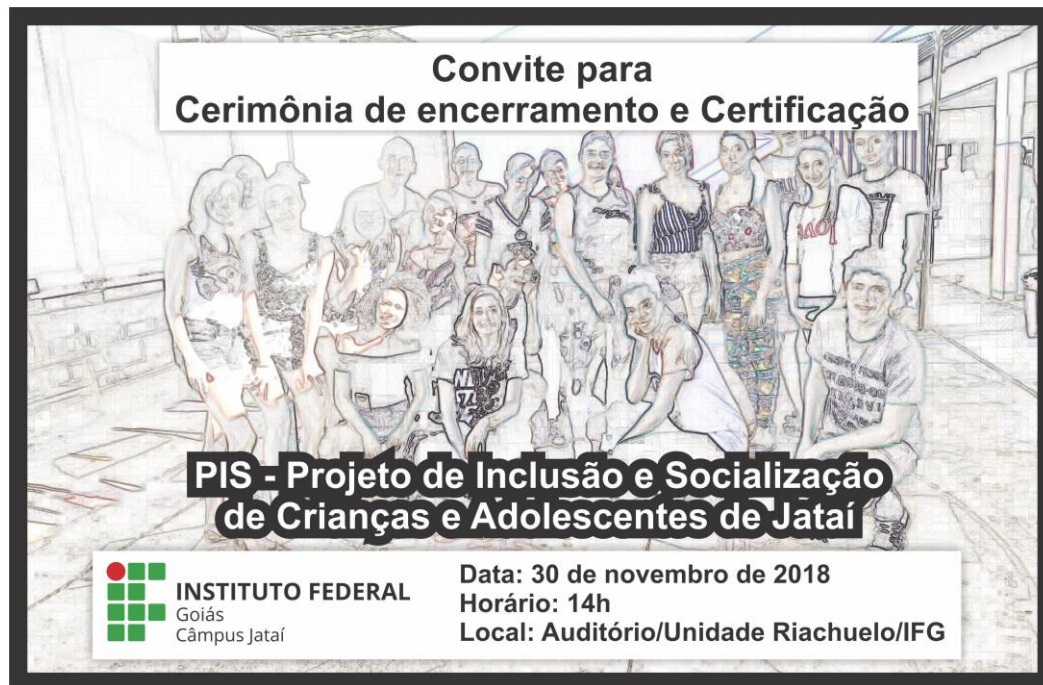 Convite para
Cerimônia de encerramento e Certificação
PIS - Projeto de Inclusão e Socialização
de Crianças e Adolescentes de Jataí
INSTITUTO FEDERAL
Goiás
Câmpus Jataí
Data: 30 de novembro de 2018
Horário: 14h
Local: Auditório/Unidade Riachuelo/IFG